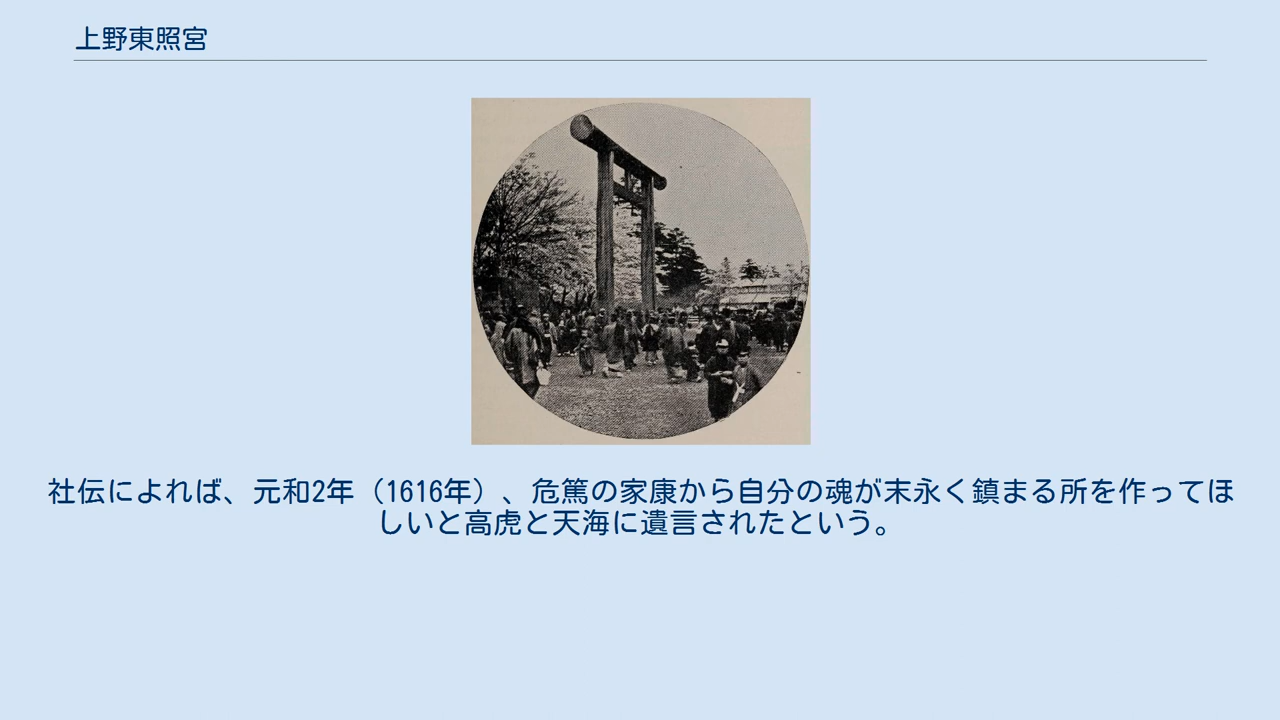 上野東照宮
社伝によれば、元和2年（1616年）、危篤の家康から自分の魂が末永く鎮まる所を作ってほ
しいと高虎と天海に遺言されたという。